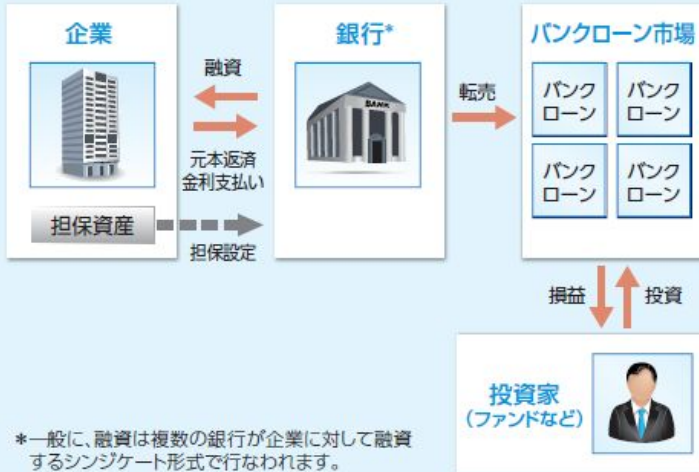 企業
銀行*
バンクローン市場
融資
元本返済
金利支払い
担保資産
担保設定
BANK
転売
バンク
ローン
バンク
ローン
バンク
ローン
バンク
ローン
損益
投資
投資家
(ファンドなど)
*一般に、融資は複数の銀行が企業に対して融資
するシンジケート形式で行なわれます。